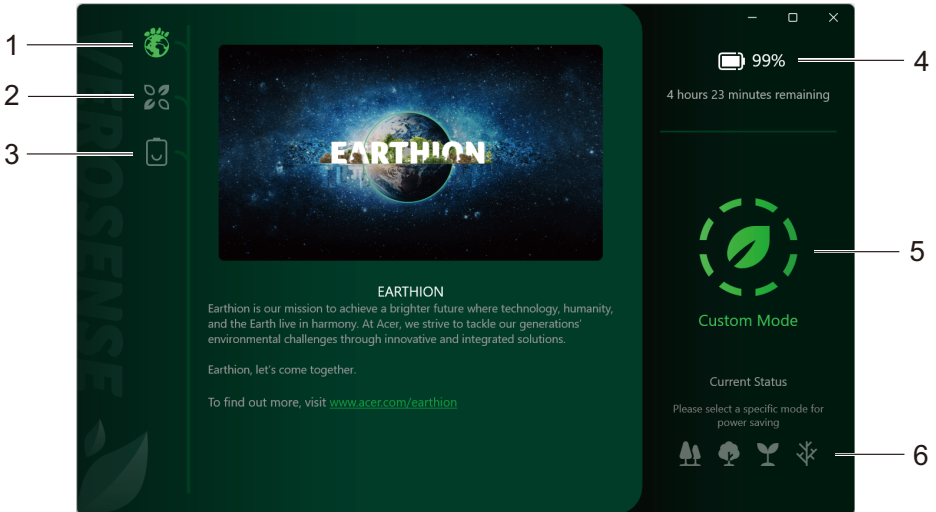 1
2
3
4
5
6
VEROSENSE
EARTHION
EARTHION
Earthion is our mission to achieve a brighter future where technology, humanity,
and the Earth live in harmony. At Acer, we strive to tackle our generations'
environmental challenges through innovative and integrated solutions.
Earthion, let's come together.
To find out more, visit www.acer.com/earthion
99%
4 hours 23 minutes remaining
Custom Mode
Current Status
Please select a specific mode for
power saving